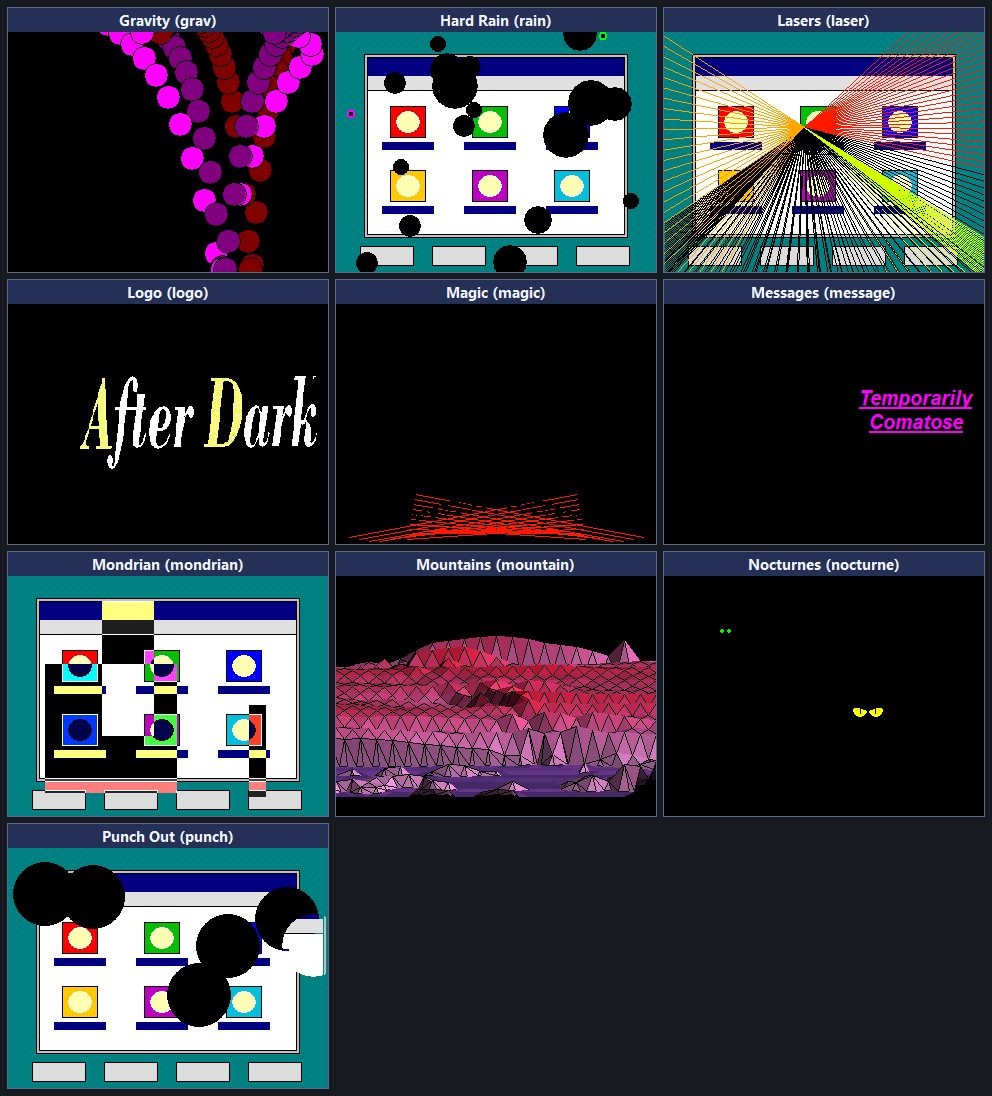 Gravity (grav)
Hard Rain (rain)
Lasers (laser)
Logo (logo)
Magic (magic)
Messages (message)
After Dark
Temporarily
Comatose
Mondrian (mondrian)
Mountains (mountain)
Nocturnes (nocturne)
Punch Out (punch)